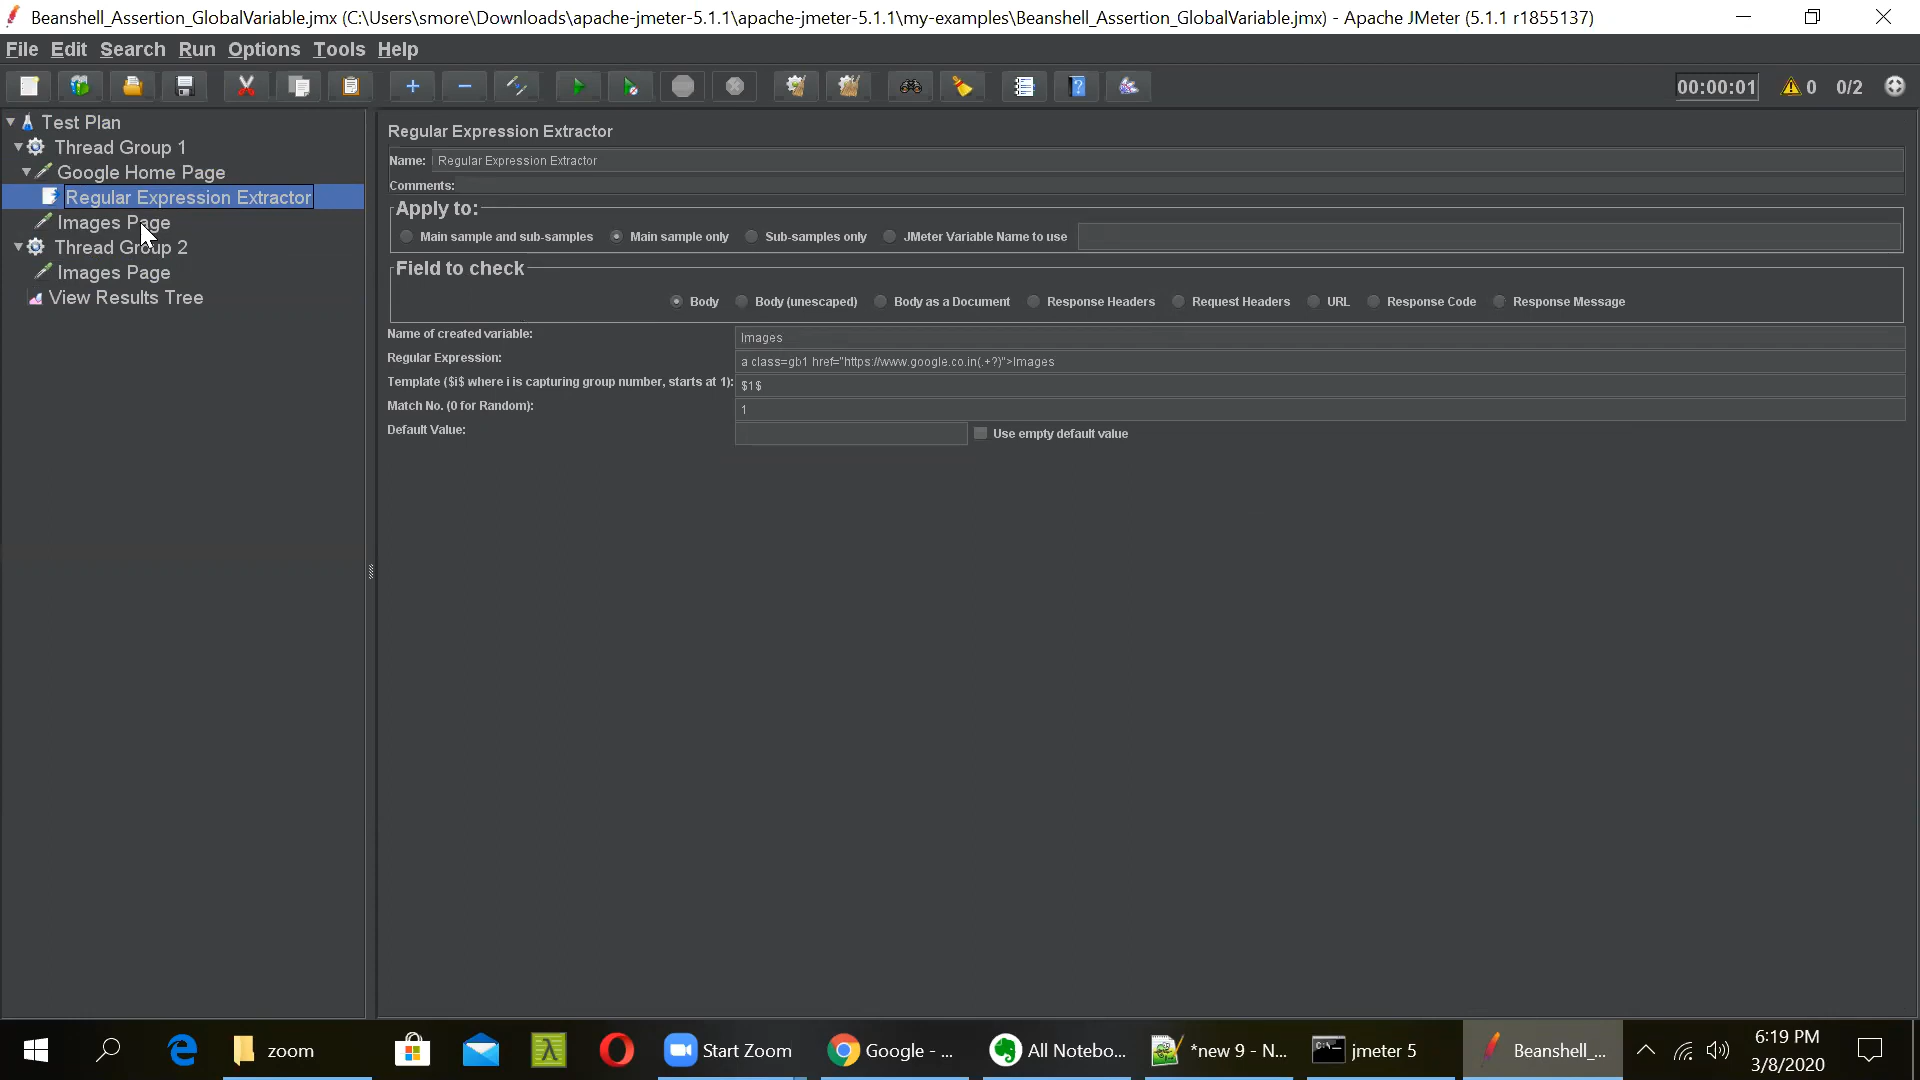 Beanshell_Assertion_GlobalVariable.jmx (C:\Users\smore\Downloads\apache-jmeter-5.1.1\apache-jmeter-5.1.1\my-examples\Beanshell_Assertion_GlobalVariable.jmx) - Apache JMeter (5.1.1 r1855137)
File Edit Search Run Options Tools Help
00:00:01 0 0/2
Test Plan
Thread Group 1
Google Home Page
Regular Expression Extractor
Images Page
Thread Group 2
Images Page
View Results Tree
Regular Expression Extractor
Name: Regular Expression Extractor
Comments:
Apply to:
Main sample and sub-samples Main sample only Sub-samples only JMeter Variable Name to use
Field to check
Body Body (unescaped) Body as a Document Response Headers Request Headers URL Response Code Response Message
Name of created variable: Images
Regular Expression: a class=gb1 href="https://www.google.co.in(.+?)">Images
Template ($i$ where i is capturing group number, starts at 1): $1$
Match No. (0 for Random): 1
Default Value: Use empty default value
zoom Start Zoom Google - ... All Notebo... *new 9 - N... jmeter 5 Beanshell_...
6:19 PM
3/8/2020